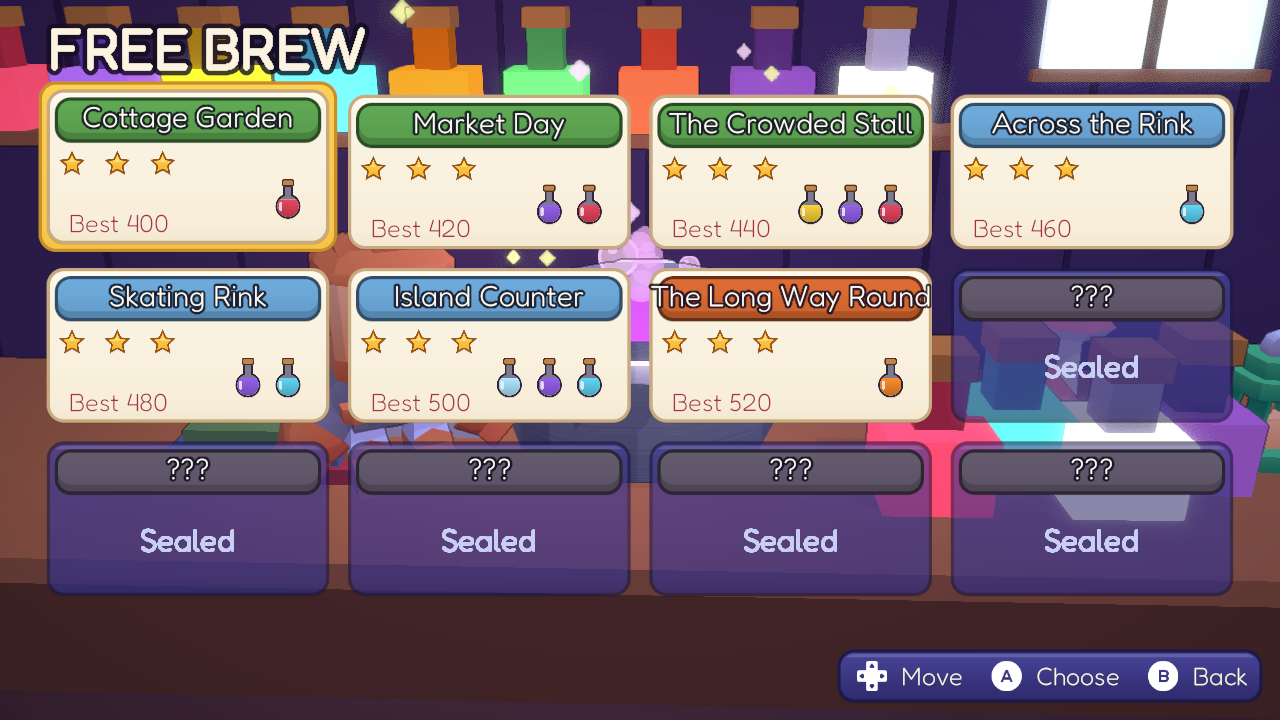 FREE BREW
Cottage Garden
Best 400
Market Day
Best 420
The Crowded Stall
Best 440
Across the Rink
Best 460
Skating Rink
Best 480
Island Counter
Best 500
The Long Way Round
Best 520
???
Sealed
???
Sealed
???
Sealed
???
Sealed
???
Sealed
Move
A Choose
B Back